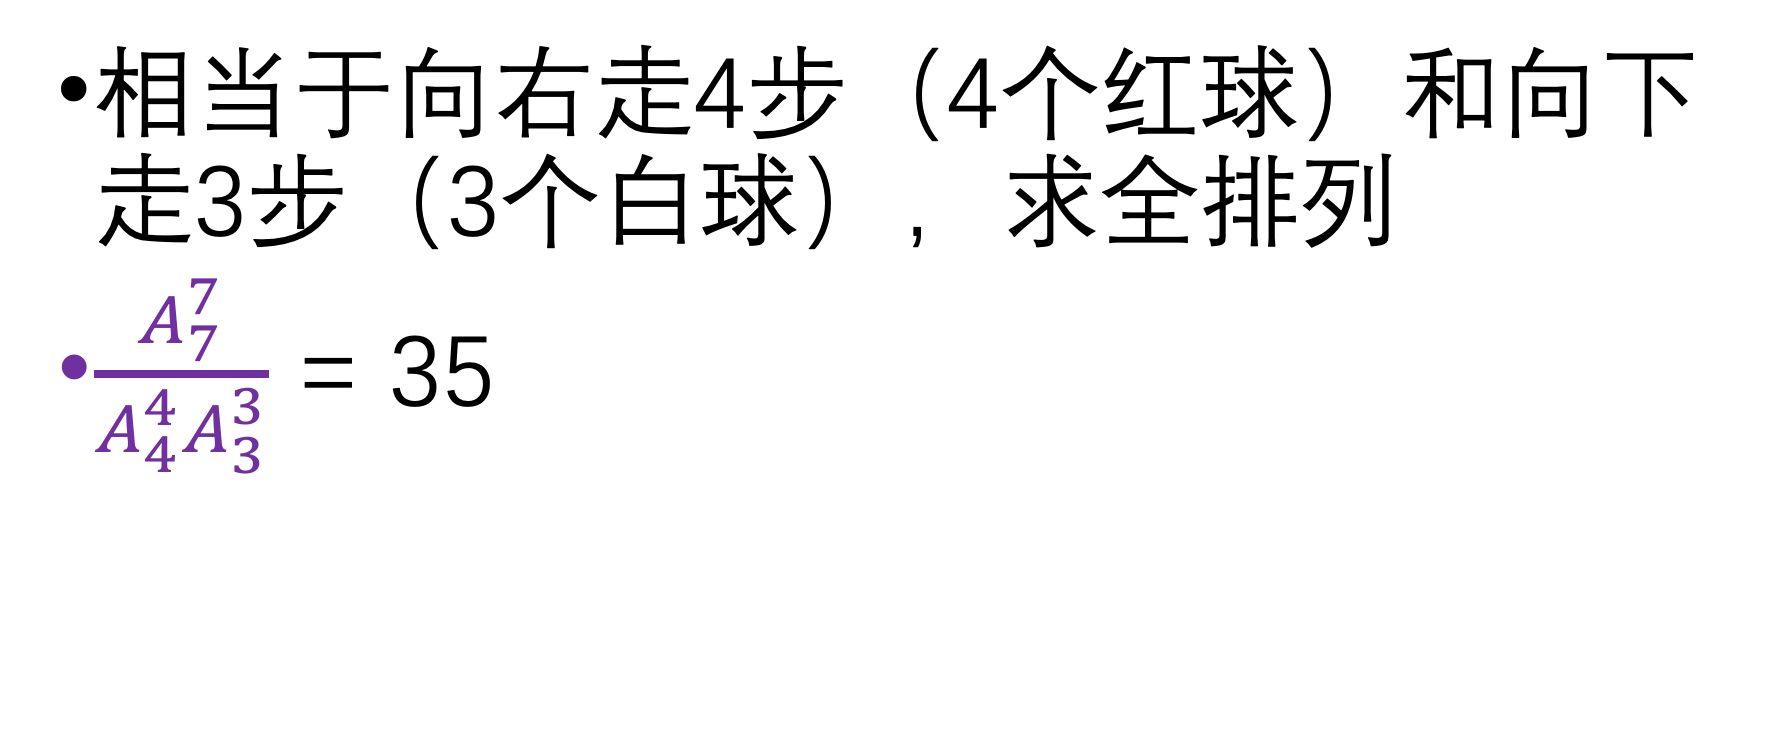 •相当于向右走4步（4个红球）和向下
走3步（3个白球）, 求全排列
•$\frac{A_7^7}{A_4^4 A_3^3}$ = 35